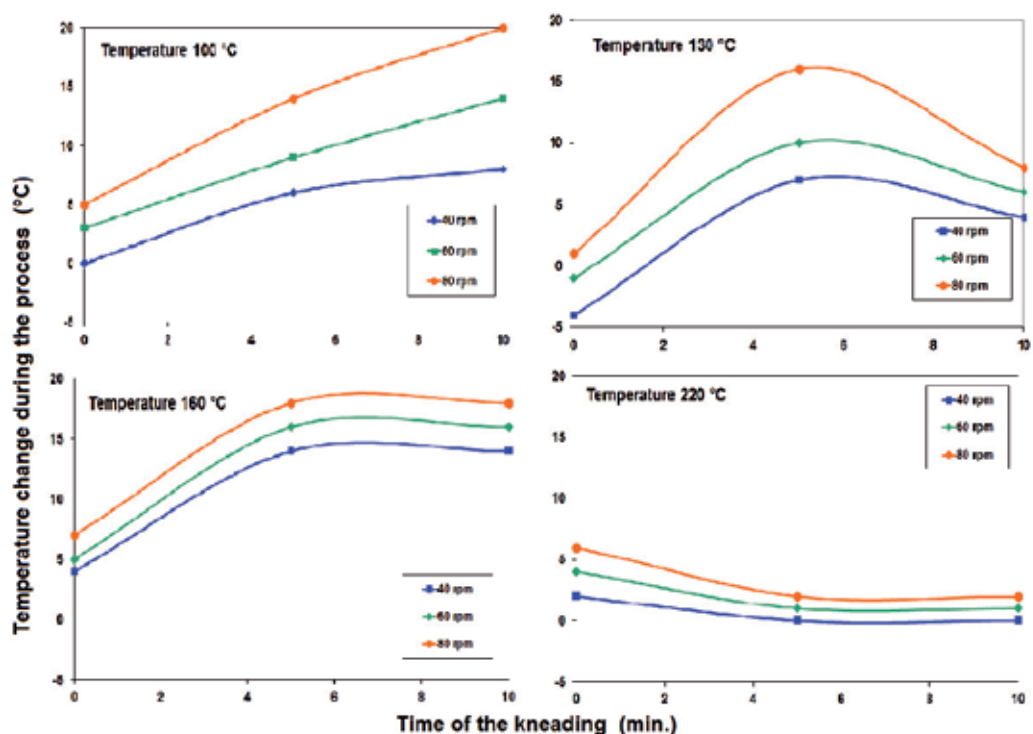 Temperature change during the process (°C)
Temperature 100 °C
20
15
10
5
0
-5
0 2 4 6 8 10
40 rpm
60 rpm
80 rpm
Temperature 130 °C
20
15
10
5
0
-5
0 2 4 6 8 10
40 rpm
60 rpm
80 rpm
Temperature 160 °C
20
15
10
5
0
-5
0 2 4 6 8 10
40 rpm
60 rpm
80 rpm
Temperature 220 °C
20
15
10
5
0
-5
0 2 4 6 8 10
40 rpm
60 rpm
80 rpm
Time of the kneading (min.)